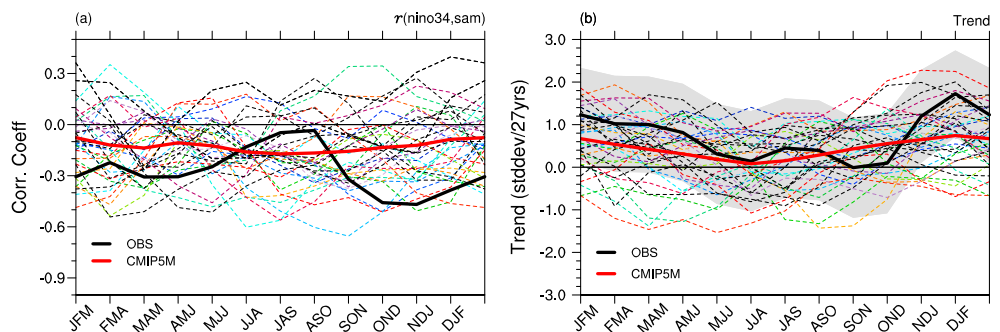 (a)
r(nino34,sam)
Corr. Coeff
0.3
0.0
-0.3
-0.6
-0.9
OBS
CMIP5M
JFM FMA MAM AMJ MJJ JJA JAS ASO SON OND NDJ DJF
(b)
Trend
Trend (stddev/27yrs)
3.0
2.0
1.0
0.0
-1.0
-2.0
-3.0
OBS
CMIP5M
JFM FMA MAM AMJ MJJ JJA JAS ASO SON OND NDJ DJF